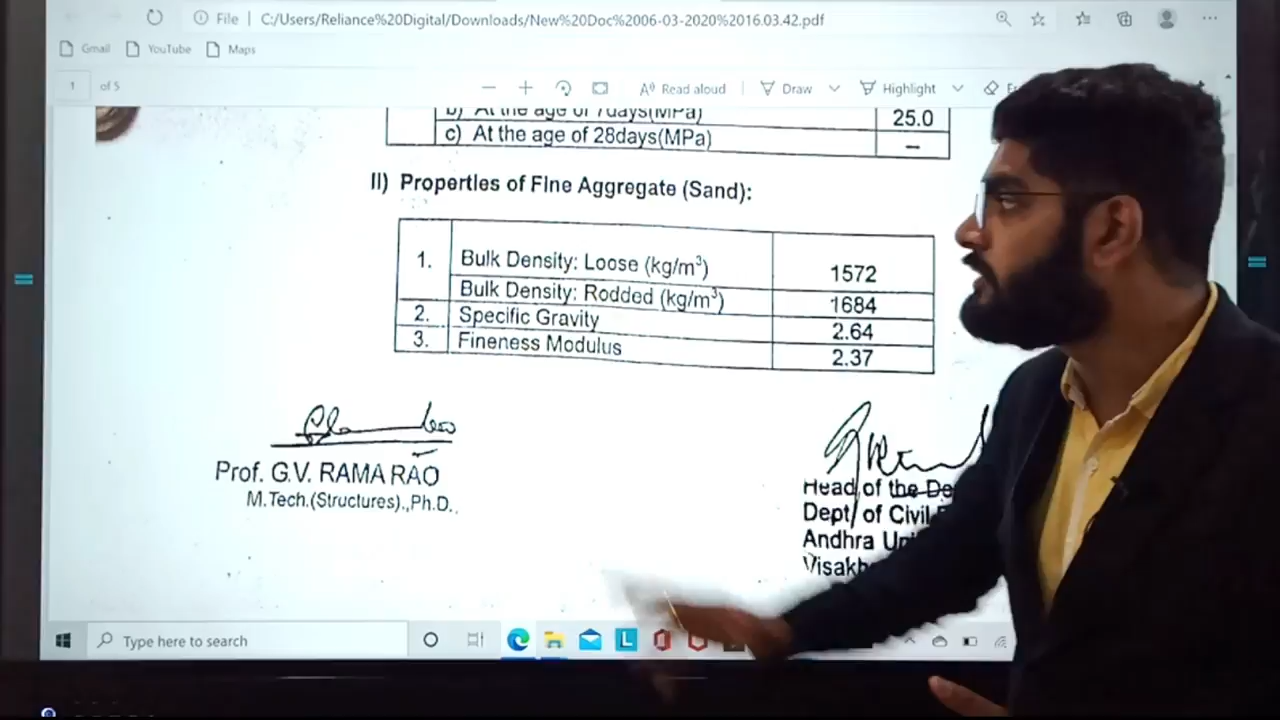 File | C:/Users/Reliance%20Digital/Downloads/New%20Doc%2006-03-2020%2016.03.42.pdf
Gmail YouTube Maps
1 of 5 Read aloud Draw Highlight
b) At the age of 7days(MPa) 25.0
c) At the age of 28days(MPa) –
II) Properties of Fine Aggregate (Sand):
1. Bulk Density: Loose (kg/m³) 1572
Bulk Density: Rodded (kg/m³) 1684
2. Specific Gravity 2.64
3. Fineness Modulus 2.37
Prof. G.V. RAMA RAO
M.Tech.(Structures).,Ph.D.,
Head of the De
Dept of Civil
Andhra Uni
Visakh
Type here to search